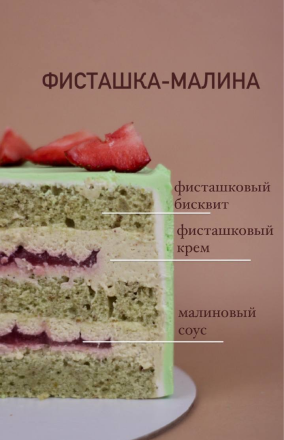 ФИСТАШКА-МАЛИНА
фисташковый
бисквит
фисташковый
крем
малиновый
соус